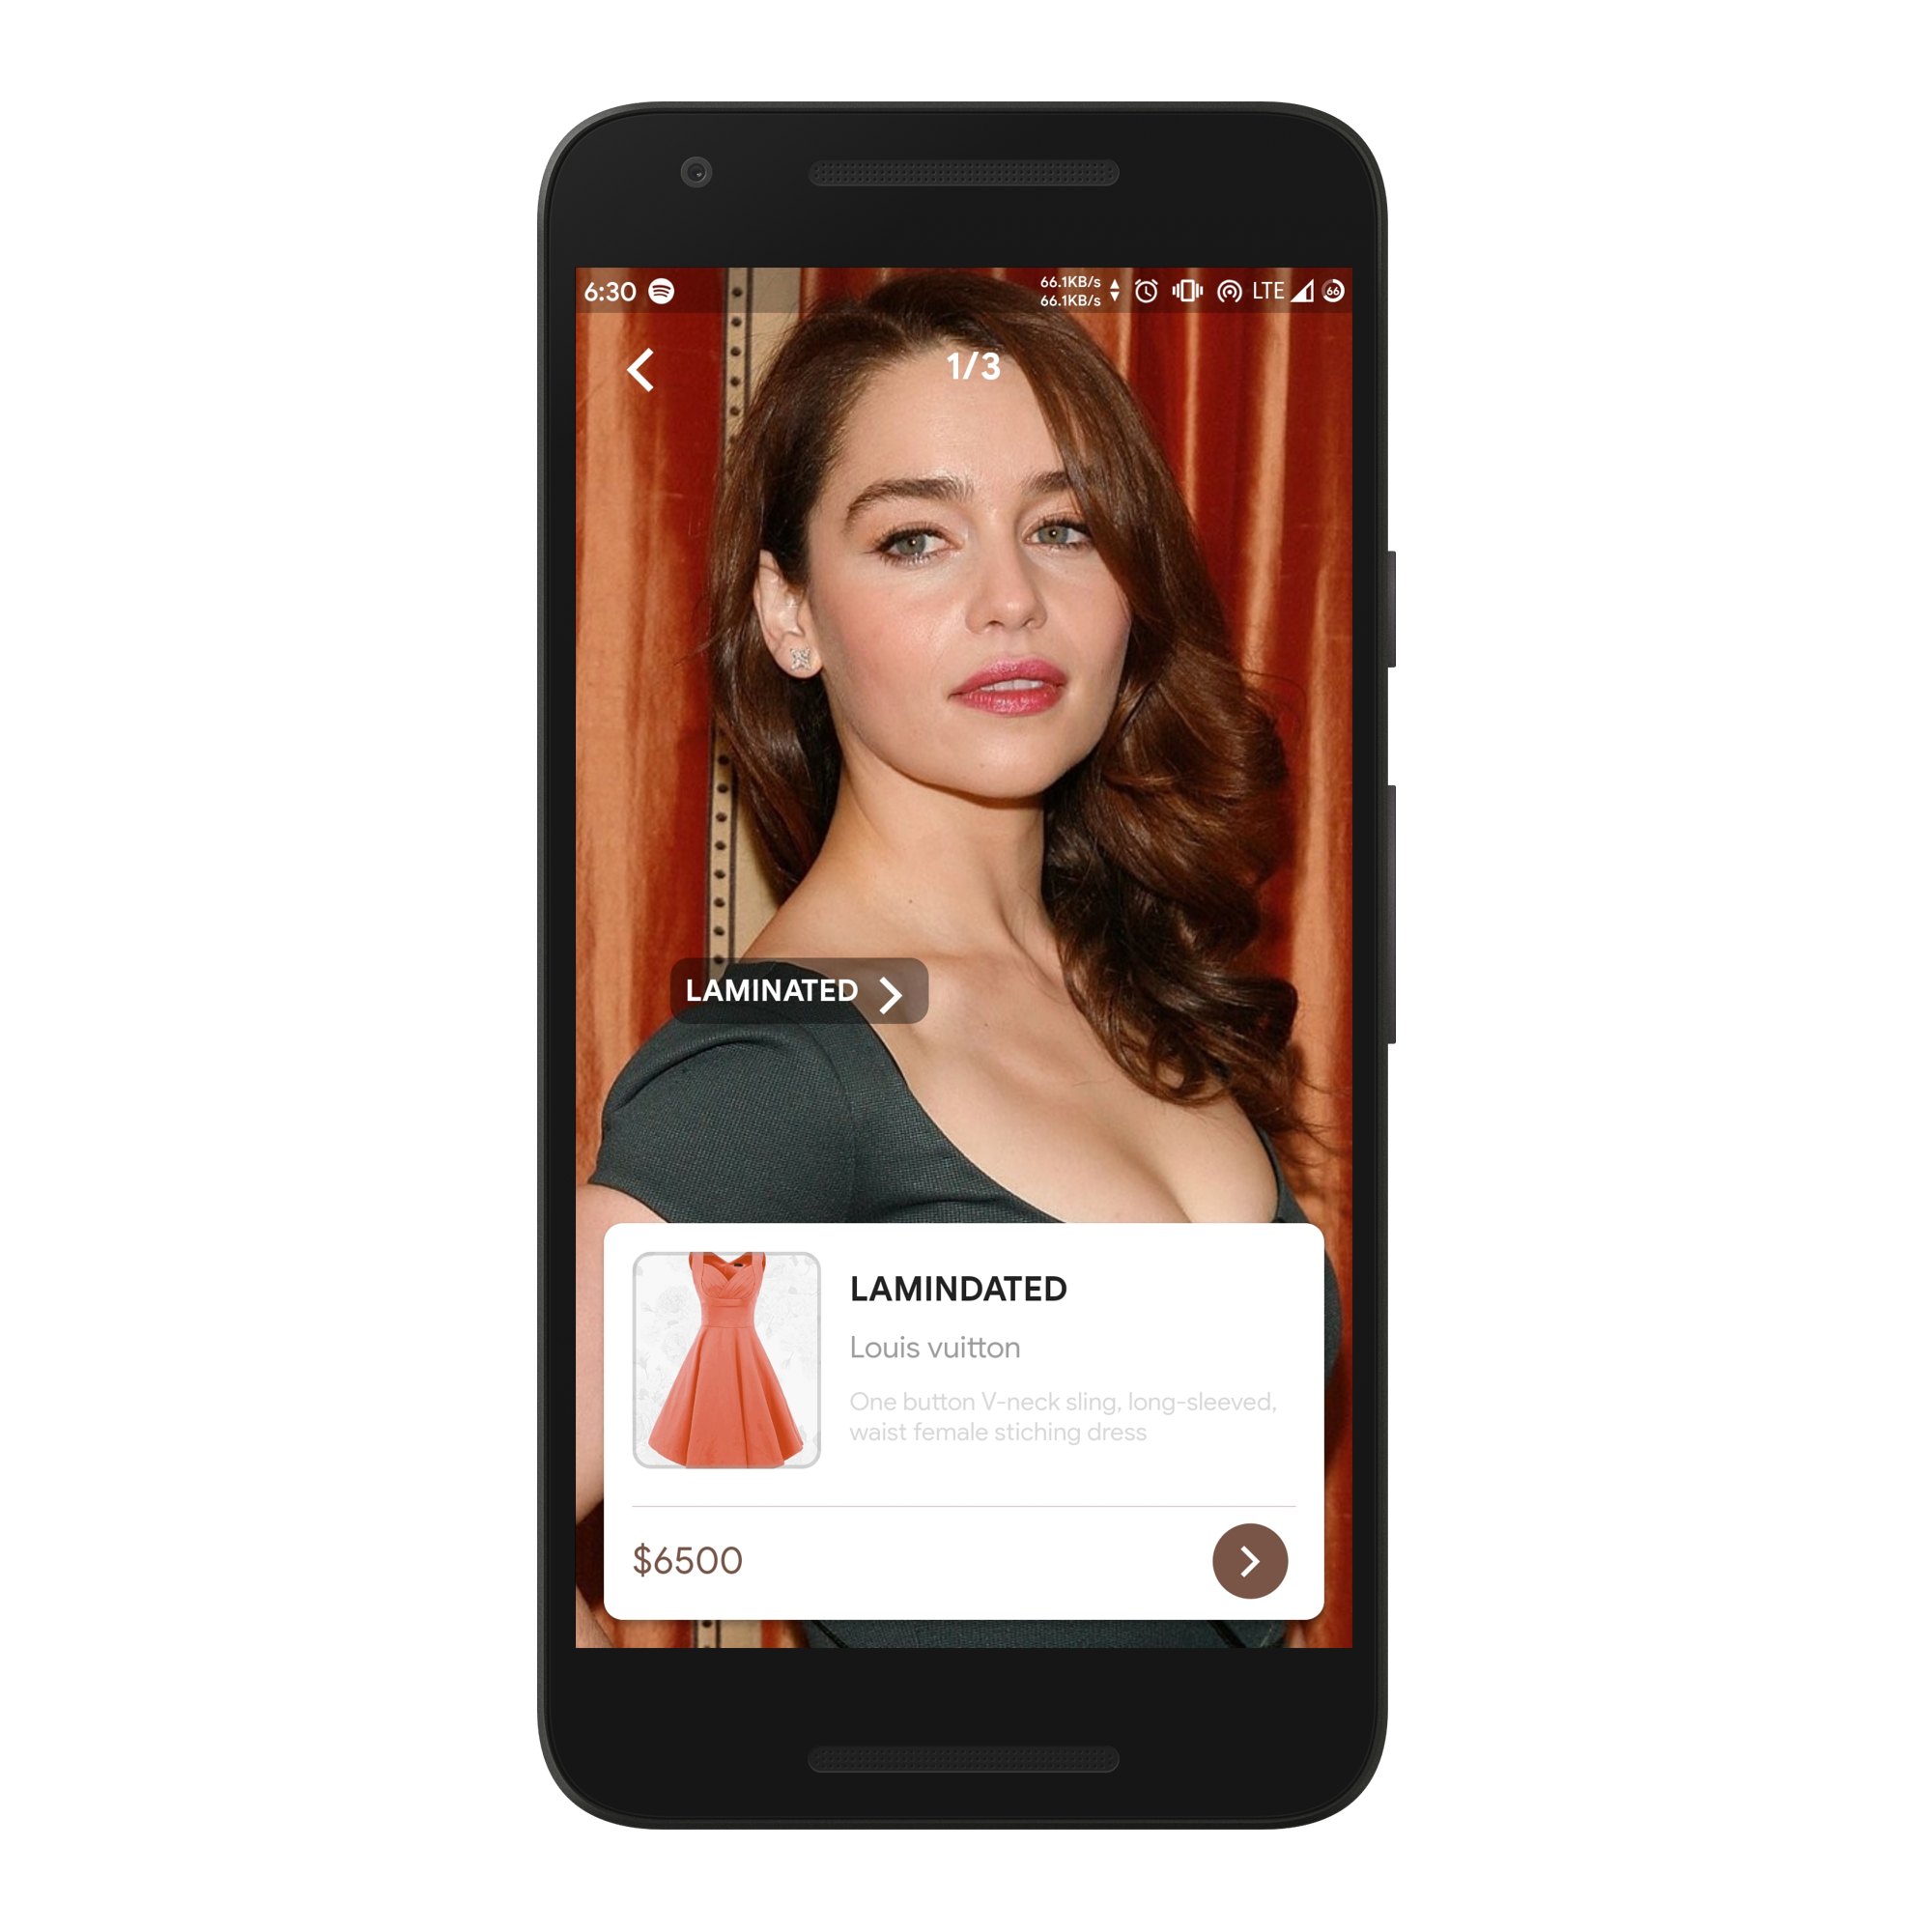 6:30
66.1KB/s
66.1KB/s
LTE
66
1/3
LAMINATED
LAMINDATED
Louis vuitton
One button V-neck sling, long-sleeved,
waist female stiching dress
$6500